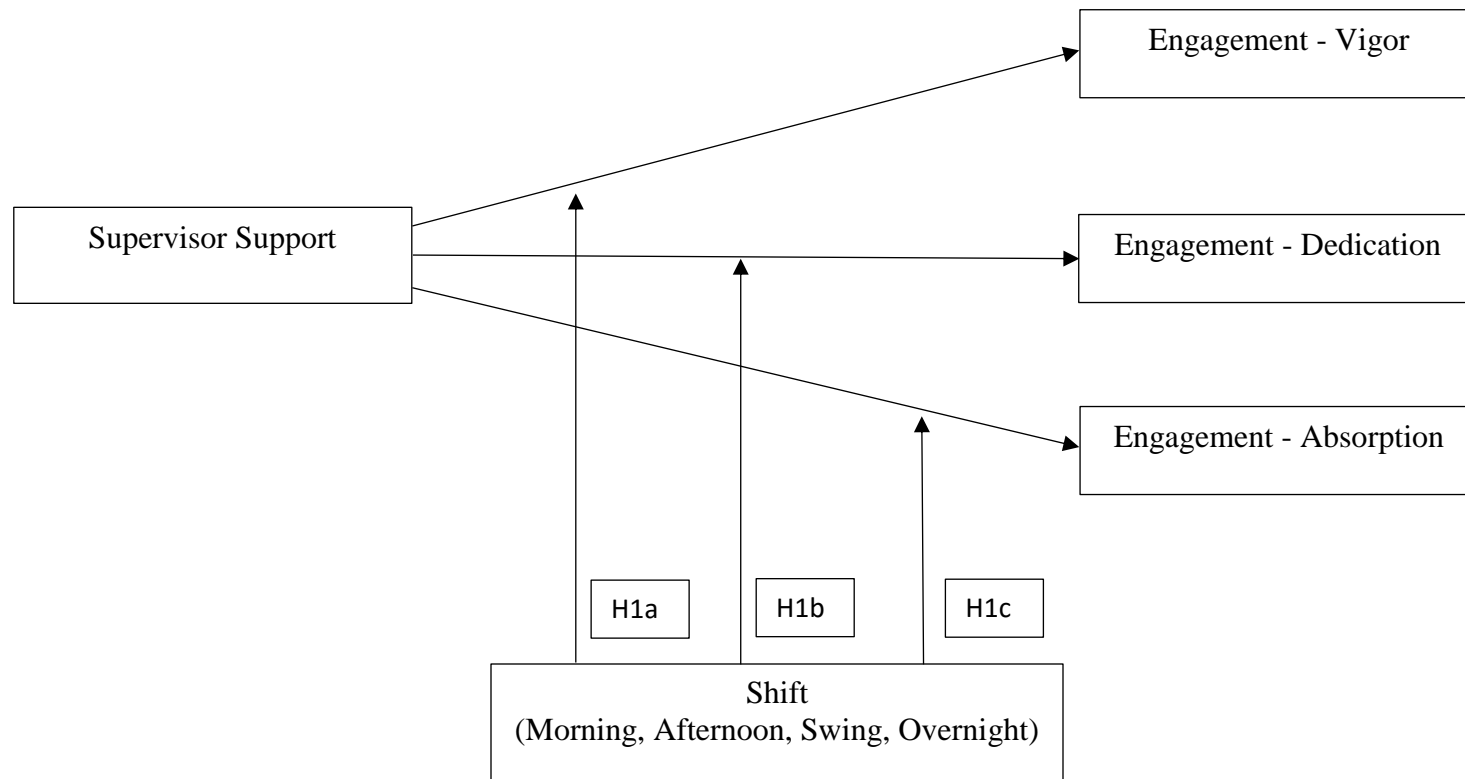 Engagement - Vigor
Supervisor Support
Engagement - Dedication
Engagement - Absorption
H1a
H1b
H1c
Shift
(Morning, Afternoon, Swing, Overnight)